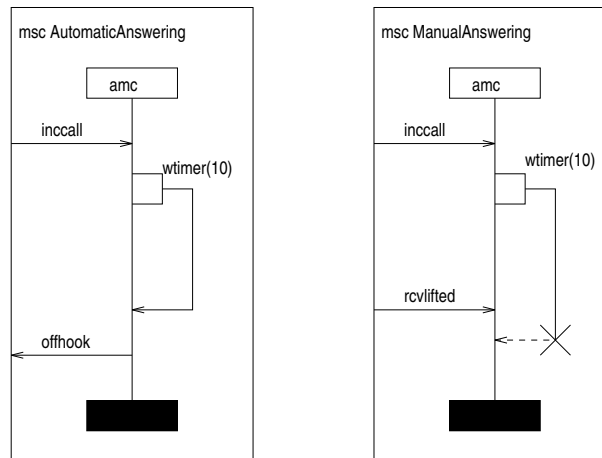 msc AutomaticAnswering
amc
inccall
wtimer(10)
offhook
msc ManualAnswering
amc
inccall
wtimer(10)
rcvlifted